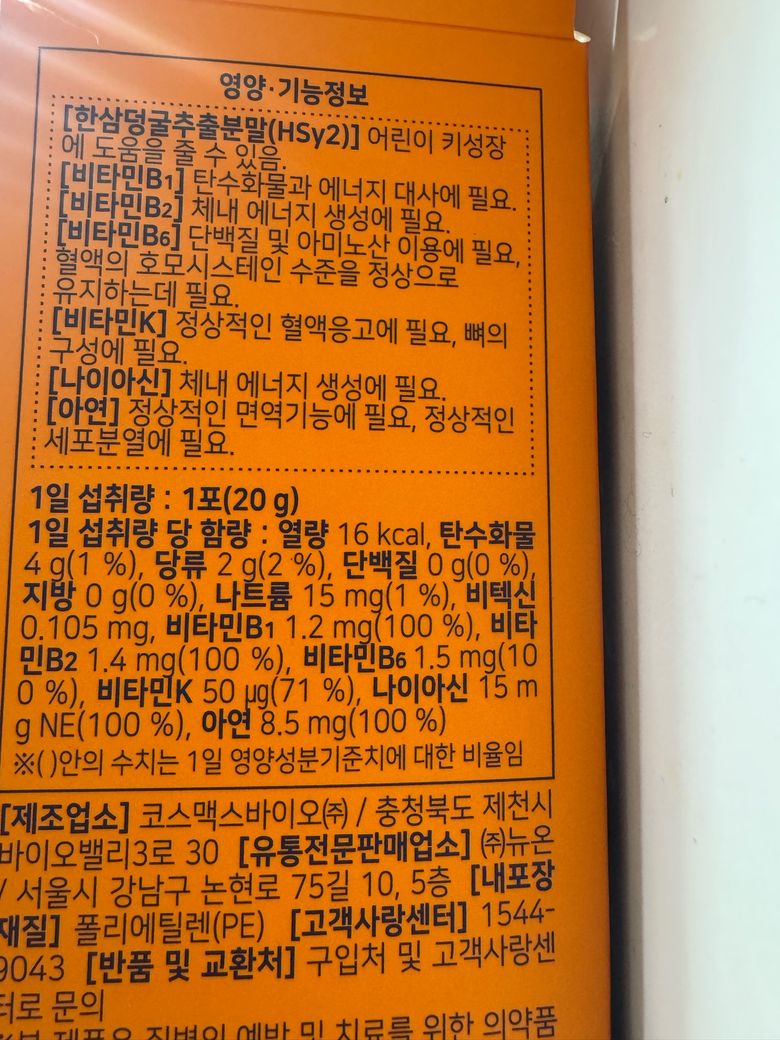 영양·기능정보
[한삼덩굴추출분말(HSy2)] 어린이 키성장
에 도움을 줄 수 있음.
[비타민B1] 탄수화물과 에너지 대사에 필요.
[비타민B2] 체내 에너지 생성에 필요.
[비타민B6] 단백질 및 아미노산 이용에 필요,
혈액의 호모시스테인 수준을 정상으로
유지하는데 필요.
[비타민K] 정상적인 혈액응고에 필요, 뼈의
구성에 필요.
[나이아신] 체내 에너지 생성에 필요.
[아연] 정상적인 면역기능에 필요, 정상적인
세포분열에 필요.
1일 섭취량 : 1포(20 g)
1일 섭취량 당 함량 : 열량 16 kcal, 탄수화물
4 g(1 %), 당류 2 g(2 %), 단백질 0 g(0 %),
지방 0 g(0 %), 나트륨 15 mg(1 %), 비텍신
0.105 mg, 비타민B1 1.2 mg(100 %), 비타
민B2 1.4 mg(100 %), 비타민B6 1.5 mg(10
0 %), 비타민K 50 µg(71 %), 나이아신 15 m
g NE(100 %), 아연 8.5 mg(100 %)
※( )안의 수치는 1일 영양성분기준치에 대한 비율임
[제조업소] 코스맥스바이오㈜ / 충청북도 제천시
바이오밸리3로 30 [유통전문판매업소] ㈜뉴온
/ 서울시 강남구 논현로 75길 10, 5층 [내포장
재질] 폴리에틸렌(PE) [고객사랑센터] 1544-
9043 [반품 및 교환처] 구입처 및 고객사랑센
터로 문의
※본 제품은 질병의 예방 및 치료를 위한 의약품